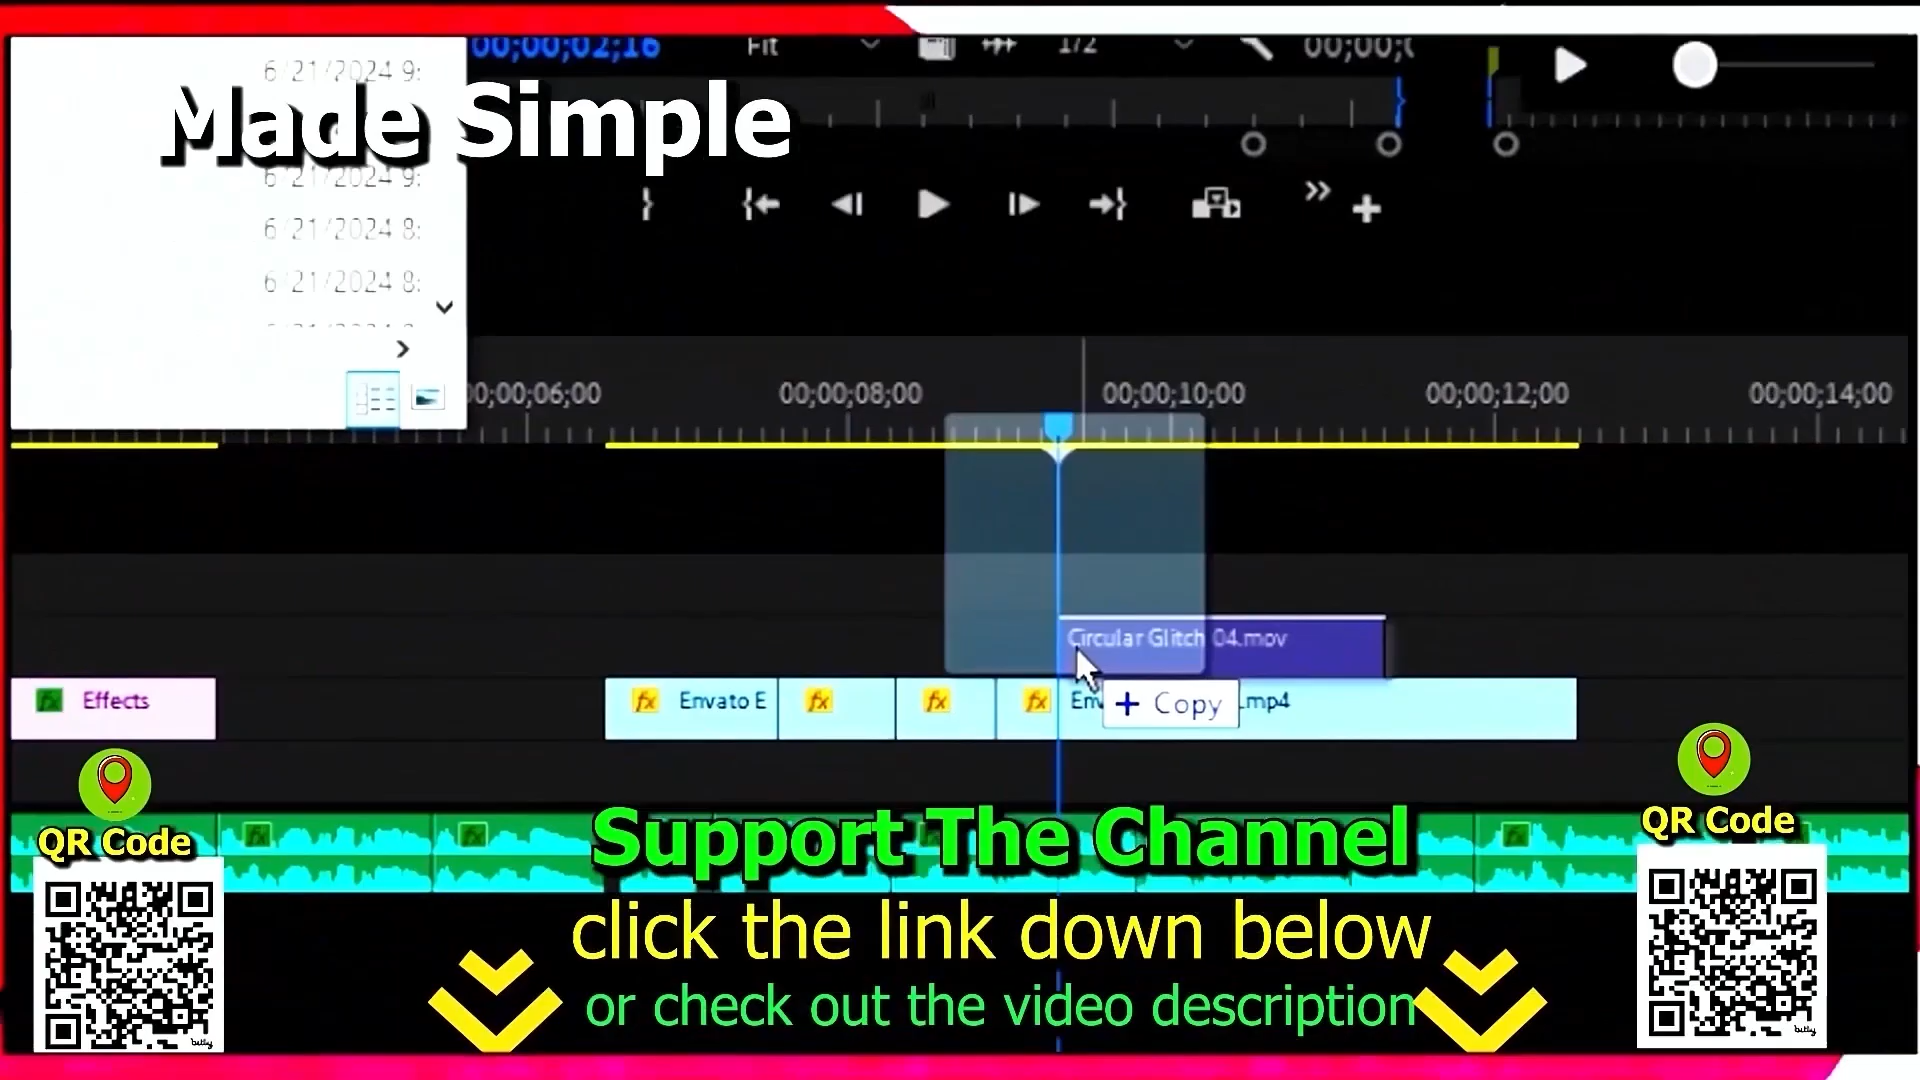 00;00;02;16
Fit
1/2
00;00;
6/21/2024 9:
Made Simple
6/21/2024 9:
6/21/2024 8:
6/21/2024 8:
00;00;06;00
00;00;08;00
00;00;10;00
00;00;12;00
00;00;14;00
Circular Glitch 04.mov
fx Effects
fx Envato E
fx
fx
fx Env
.mp4
+ Copy
QR Code
QR Code
Support The Channel
click the link down below
or check out the video description
bitly
bitly